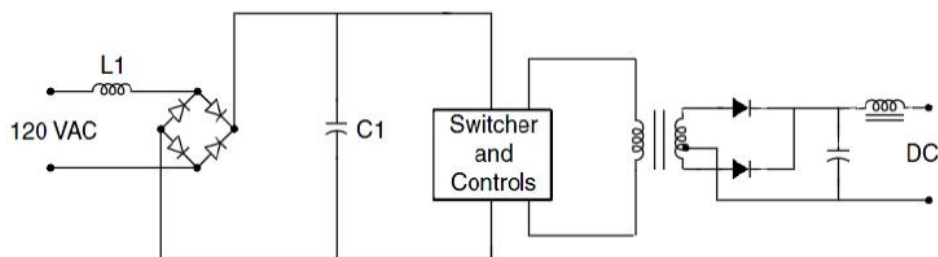 L1
120 VAC
C1
Switcher
and
Controls
DC